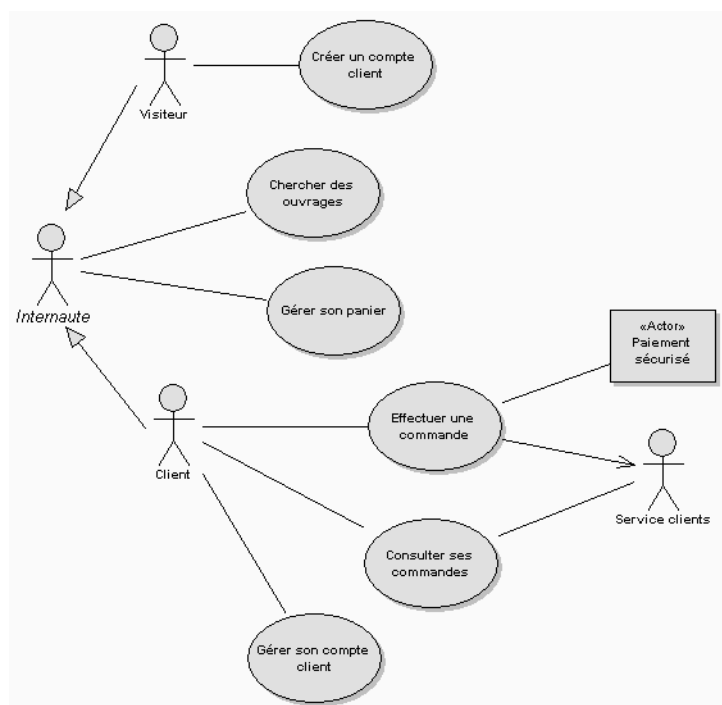 Créer un compte
client
Visiteur
Chercher des
ouvrages
Internaute
Gérer son panier
«Actor»
Paiement
sécurisé
Effectuer une
commande
Client
Service clients
Consulter ses
commandes
Gérer son compte
client